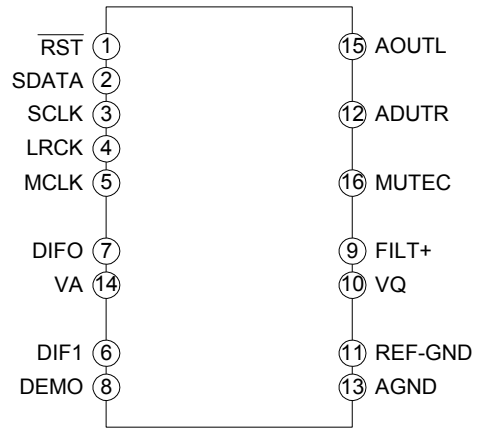 R̅S̅T̅ 1 15 AOUTL
SDATA 2
SCLK 3 12 ADUTR
LRCK 4
MCLK 5 16 MUTEC
DIFO 7 9 FILT+
VA 14 10 VQ
DIF1 6 11 REF-GND
DEMO 8 13 AGND